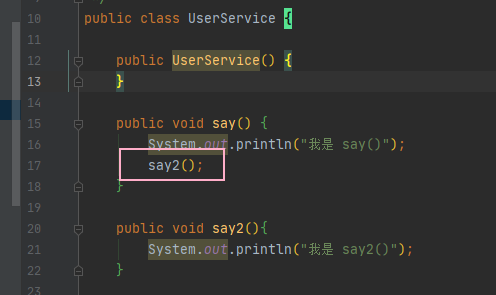 */
10 public class UserService {
11
12 public UserService() {
13 }
14
15 public void say() {
16 System.out.println("我是 say()");
17 say2();
18 }
19
20 public void say2(){
21 System.out.println("我是 say2()");
22 }